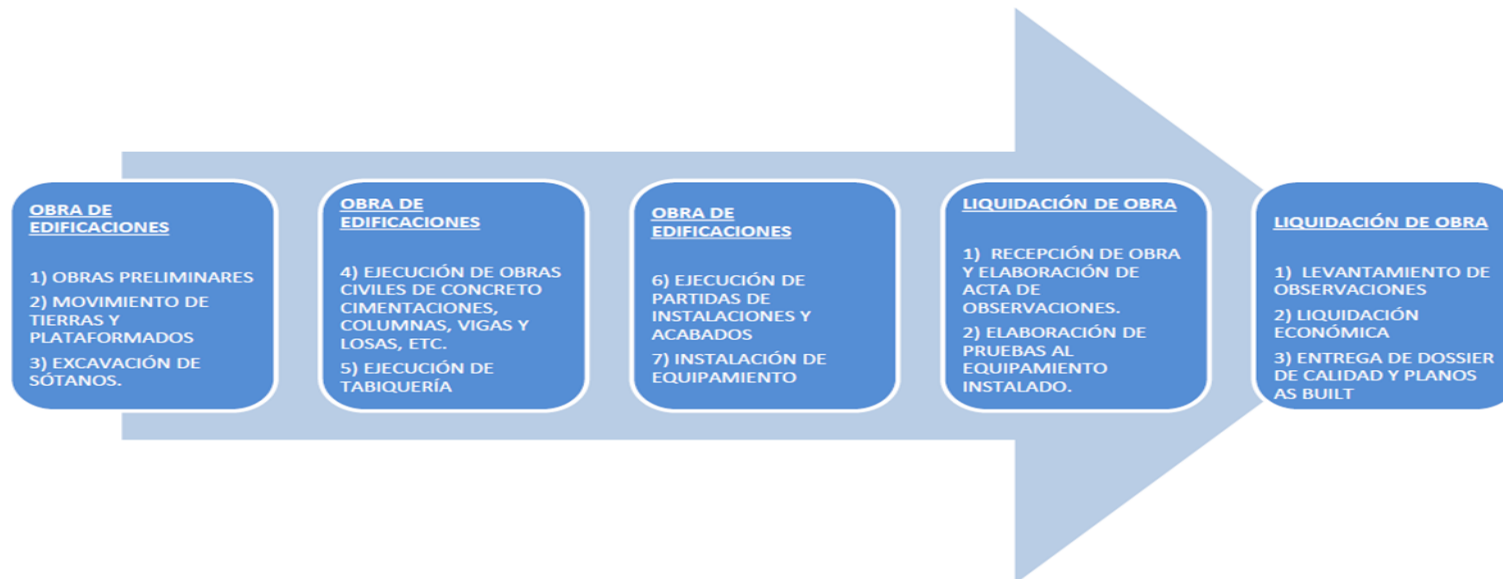 OBRA DE
EDIFICACIONES
1) OBRAS PRELIMINARES
2) MOVIMIENTO DE
TIERRAS Y
PLATAFORMADOS
3) EXCAVACIÓN DE
SÓTANOS.
OBRA DE
EDIFICACIONES
4) EJECUCIÓN DE OBRAS
CIVILES DE CONCRETO
CIMENTACIONES,
COLUMNAS, VIGAS Y
LOSAS, ETC.
5) EJECUCIÓN DE
TABIQUERÍA
OBRA DE
EDIFICACIONES
6) EJECUCIÓN DE
PARTIDAS DE
INSTALACIONES Y
ACABADOS
7) INSTALACIÓN DE
EQUIPAMIENTO
LIQUIDACIÓN DE OBRA
1) RECEPCIÓN DE OBRA
Y ELABORACIÓN DE
ACTA DE
OBSERVACIONES.
2) ELABORACIÓN DE
PRUEBAS AL
EQUIPAMIENTO
INSTALADO.
LIQUIDACIÓN DE OBRA
1) LEVANTAMIENTO DE
OBSERVACIONES
2) LIQUIDACIÓN
ECONÓMICA
3) ENTREGA DE DOSSIER
DE CALIDAD Y PLANOS
AS BUILT